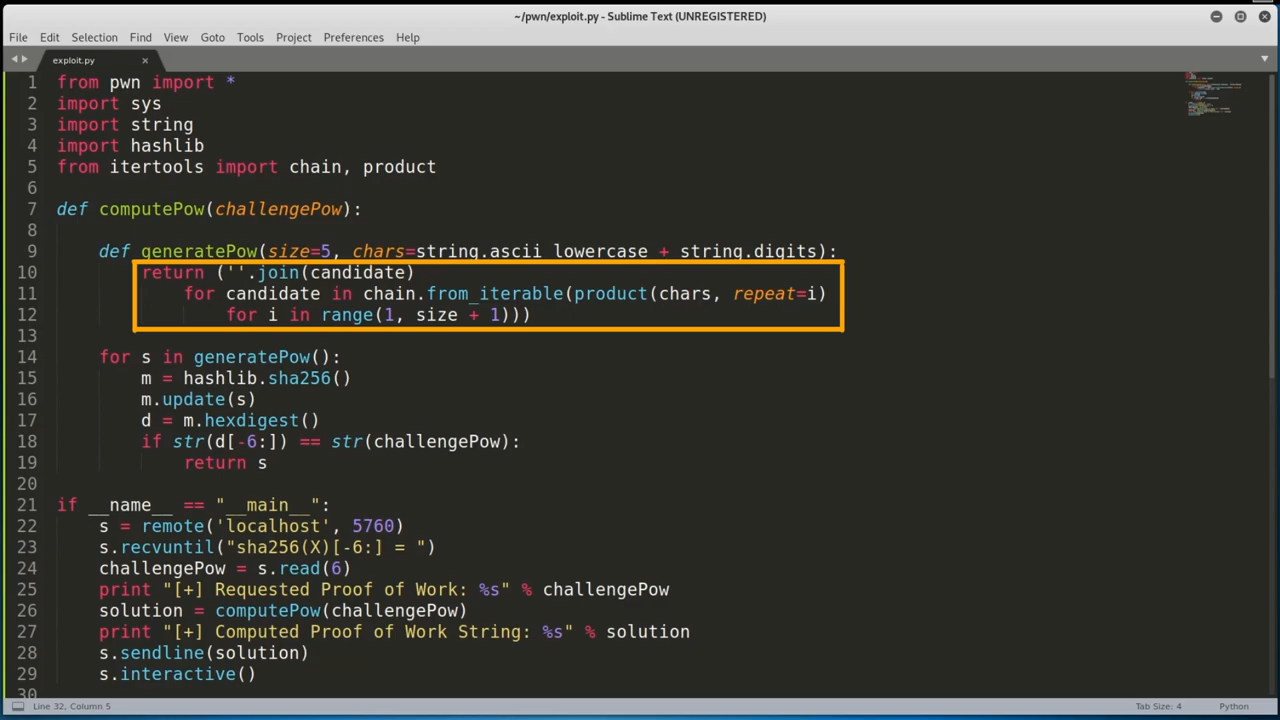 ~/pwn/exploit.py - Sublime Text (UNREGISTERED)
File Edit Selection Find View Goto Tools Project Preferences Help
exploit.py ×
1 from pwn import *
2 import sys
3 import string
4 import hashlib
5 from itertools import chain, product
6
7 def computePow(challengePow):
8
9 def generatePow(size=5, chars=string.ascii_lowercase + string.digits):
10 return (''.join(candidate)
11 for candidate in chain.from_iterable(product(chars, repeat=i)
12 for i in range(1, size + 1)))
13
14 for s in generatePow():
15 m = hashlib.sha256()
16 m.update(s)
17 d = m.hexdigest()
18 if str(d[-6:]) == str(challengePow):
19 return s
20
21 if __name__ == "__main__":
22 s = remote('localhost', 5760)
23 s.recvuntil("sha256(X)[-6:] = ")
24 challengePow = s.read(6)
25 print "[+] Requested Proof of Work: %s" % challengePow
26 solution = computePow(challengePow)
27 print "[+] Computed Proof of Work String: %s" % solution
28 s.sendline(solution)
29 s.interactive()
30
Line 32, Column 5 Tab Size: 4 Python